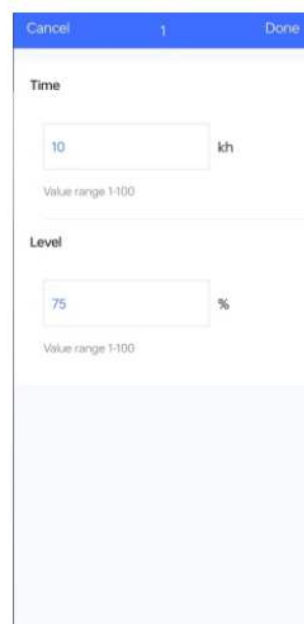 Cancel 1 Done
Time
10 kh
Value range 1-100
Level
75 %
Value range 1-100